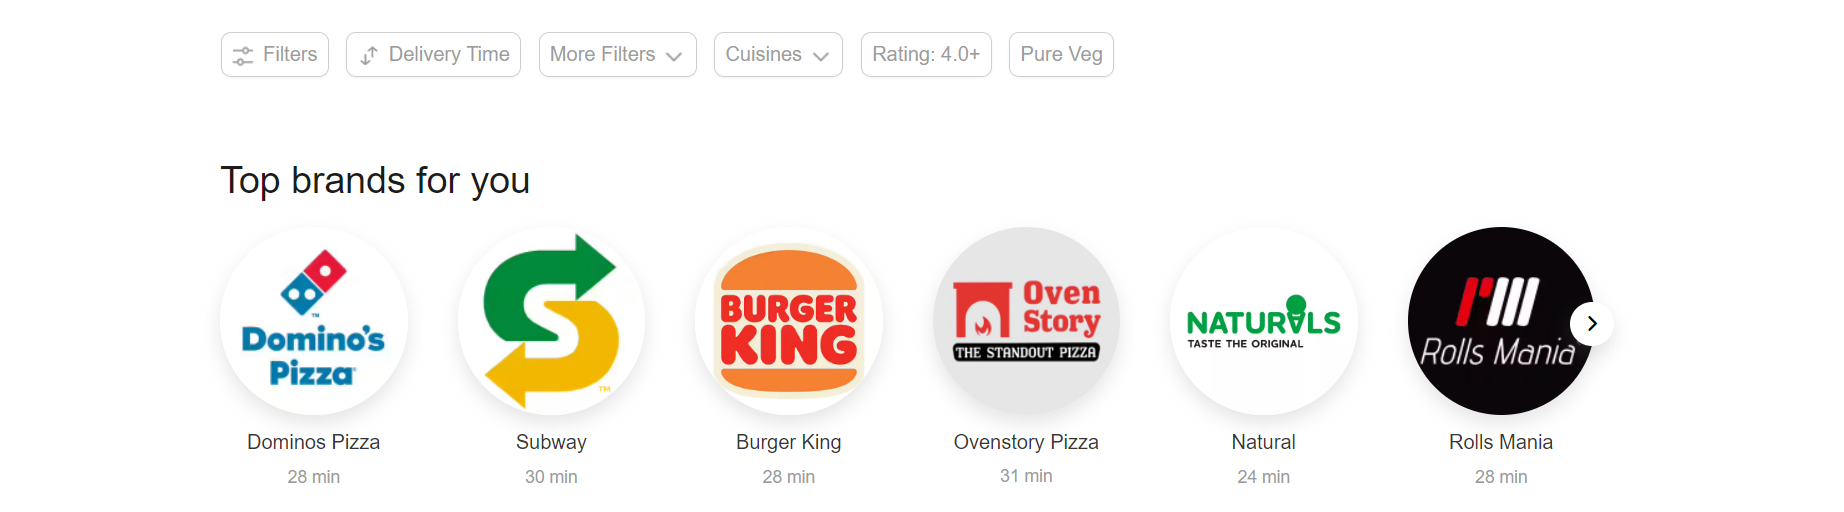 Filters
Delivery Time
More Filters
Cuisines
Rating: 4.0+
Pure Veg
Top brands for you
Domino's
Pizza
TM
TM
BURGER
KING
Oven
Story
THE STANDOUT PIZZA
NATURALS
TASTE THE ORIGINAL
Rolls Mania
Dominos Pizza
Subway
Burger King
Ovenstory Pizza
Natural
Rolls Mania
28 min
30 min
28 min
31 min
24 min
28 min